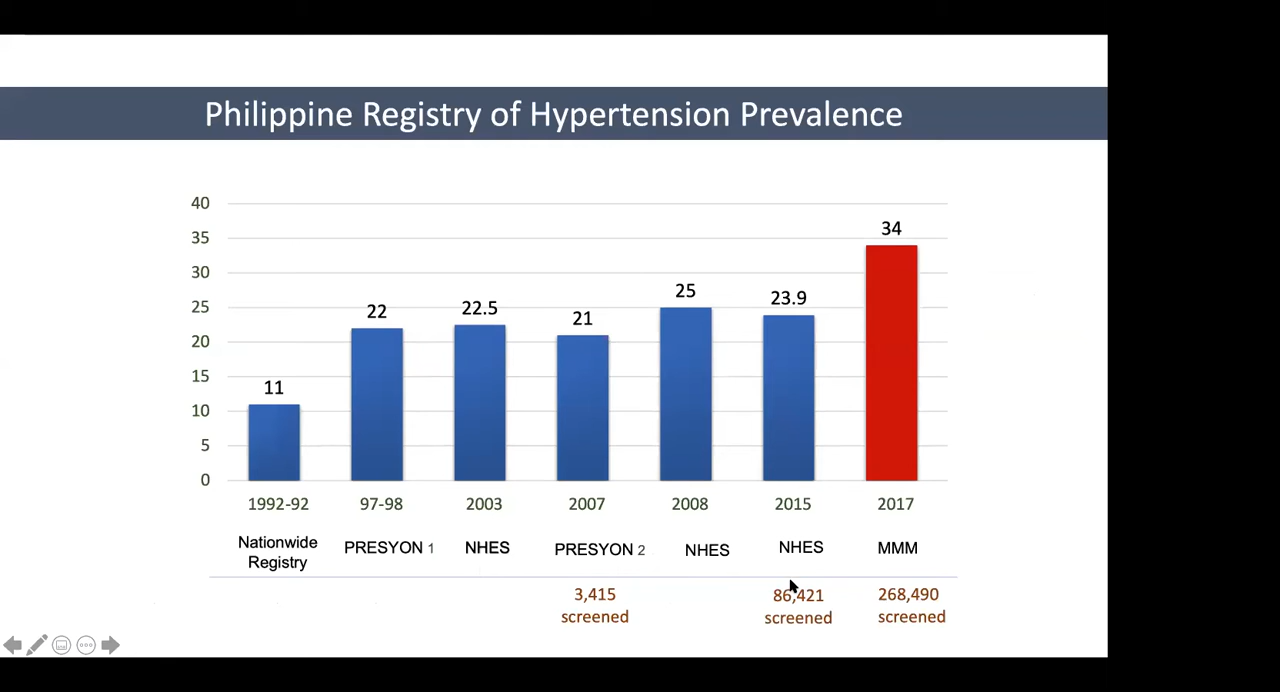 Philippine Registry of Hypertension Prevalence
40
35
30
25
20
15
10
5
0
11
22
22.5
21
25
23.9
34
1992-92
97-98
2003
2007
2008
2015
2017
Nationwide
Registry
PRESYON 1
NHES
PRESYON 2
NHES
NHES
MMM
3,415
screened
86,421
screened
268,490
screened